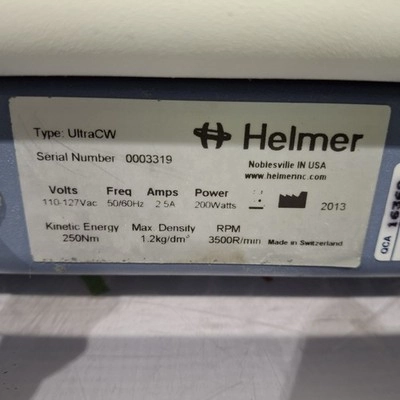 Type: UltraCW
Helmer
Serial Number 0003319
Noblesville IN USA
www.helmerinc.com
Volts Freq Amps Power
110-127Vac 50/60Hz 2.5A 200Watts
2013
Kinetic Energy Max. Density RPM
250Nm 1.2kg/dm³ 3500R/min Made in Switzerland
QCA